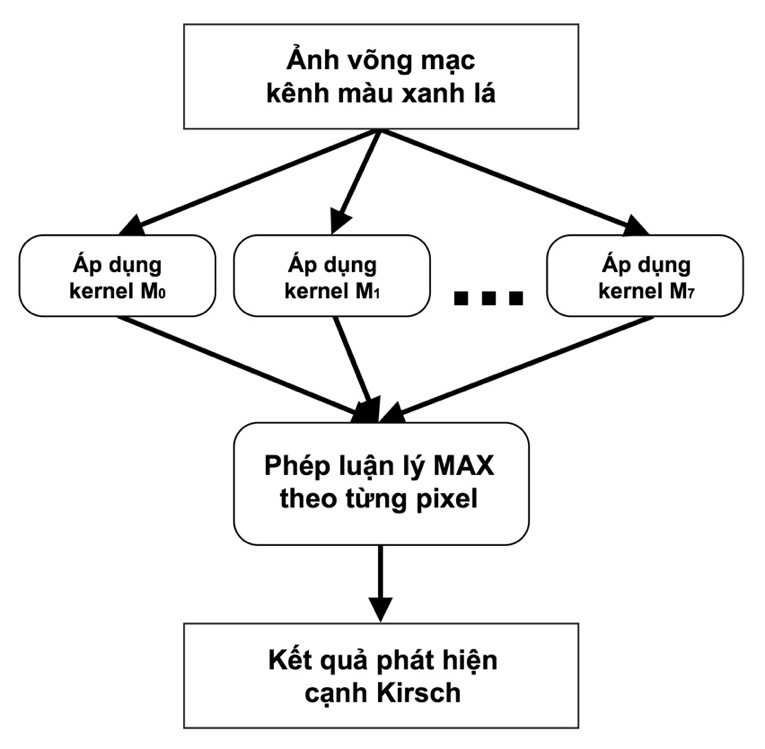 Ảnh võng mạc
kênh màu xanh lá
Áp dụng
kernel M₀
Áp dụng
kernel M₁
...
Áp dụng
kernel M₇
Phép luận lý MAX
theo từng pixel
Kết quả phát hiện
cạnh Kirsch